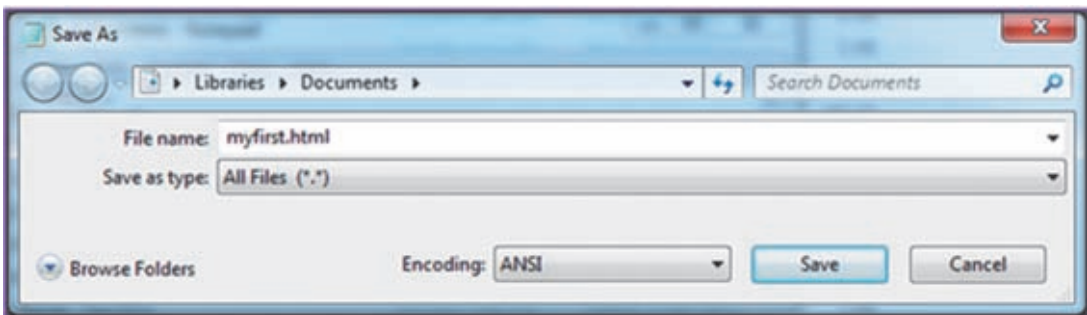 Save As
Libraries Documents Search Documents
File name: myfirst.html
Save as type: All Files (*.*)
Browse Folders Encoding: ANSI Save Cancel